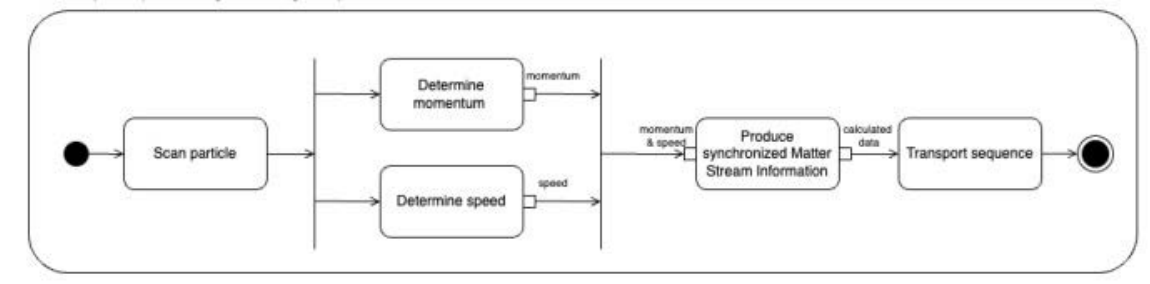 Scan particle
Determine
momentum
momentum
Determine speed
speed
momentum
& speed
Produce
synchronized Matter
Stream Information
calculated
data
Transport sequence